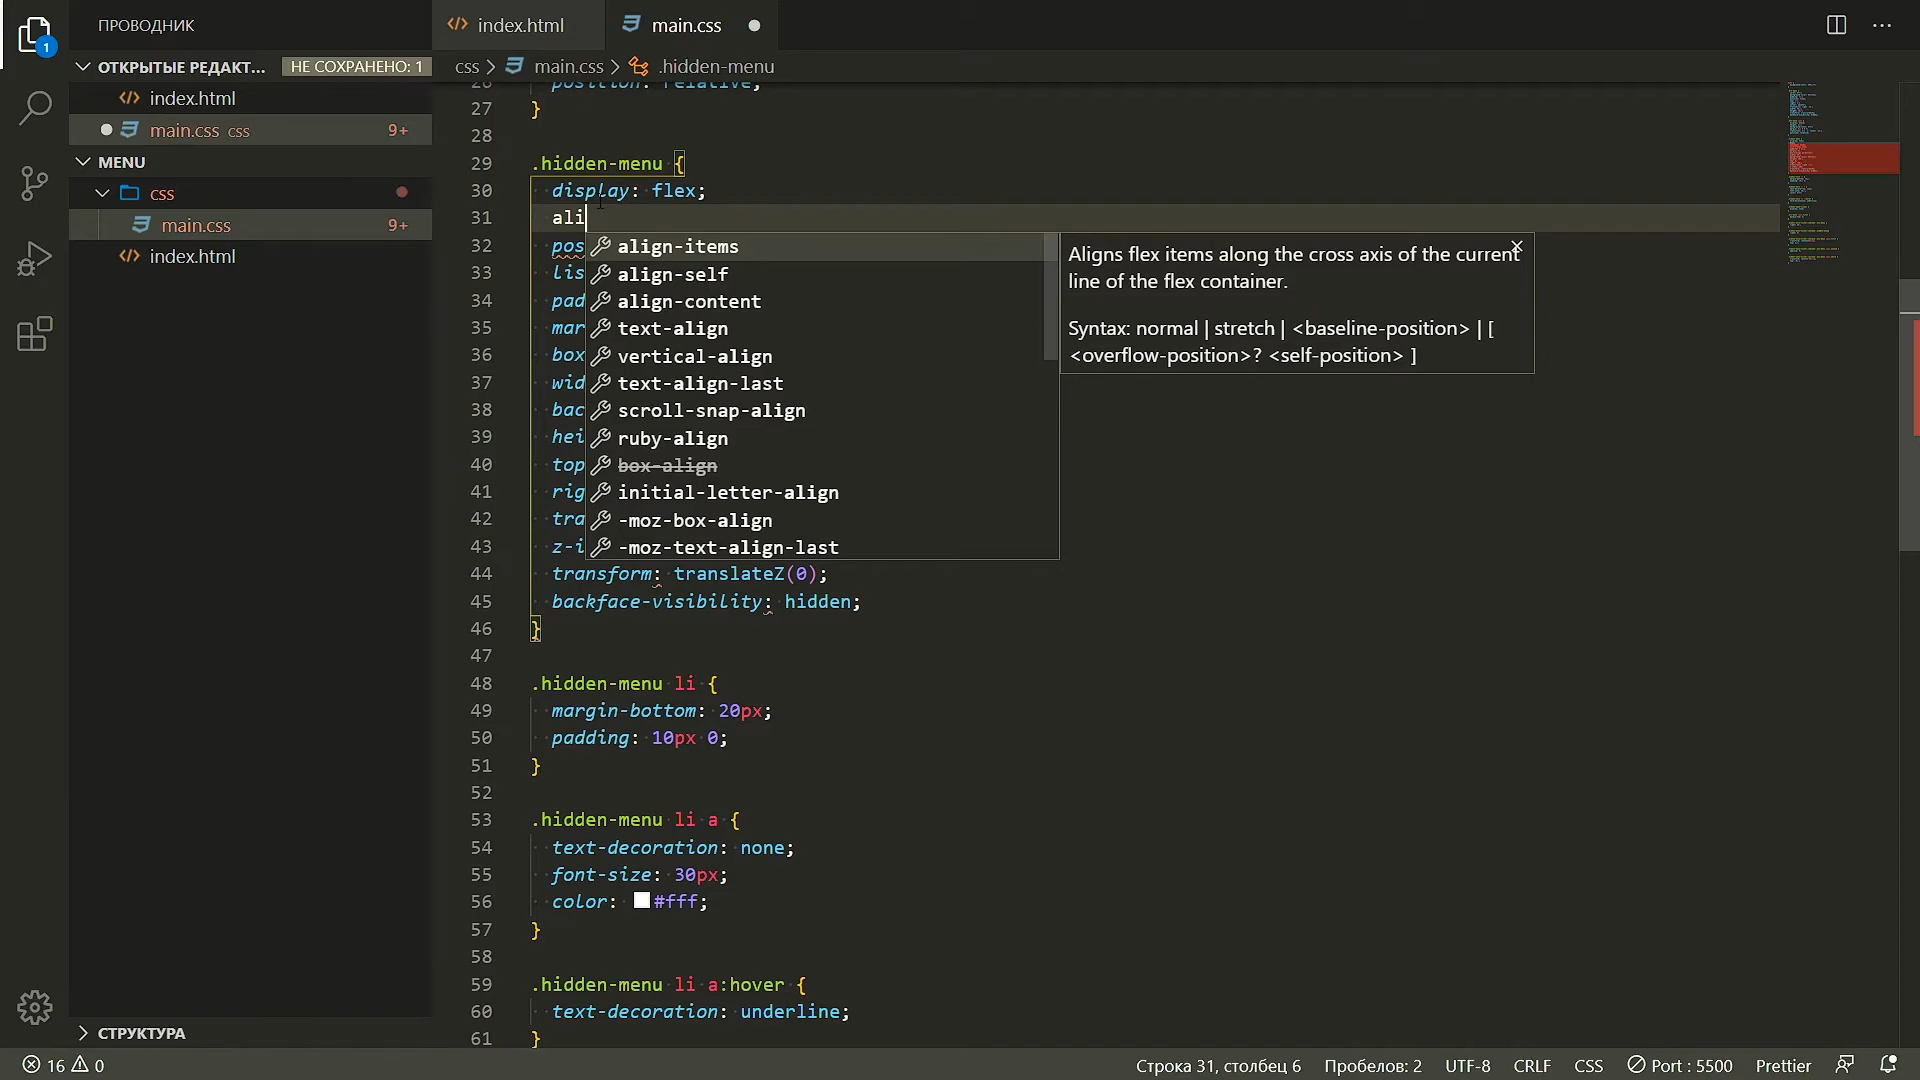 ПРОВОДНИК
index.html
main.css
ОТКРЫТЫЕ РЕДАКТ...
НЕ СОХРАНЕНО: 1
index.html
main.css css 9+
MENU
css
main.css 9+
index.html
СТРУКТУРА
1
css > main.css > .hidden-menu
26 position: relative;
27 }
28
29 .hidden-menu {
30 display: flex;
31 ali
32 pos
33 lis
34 pad
35 mar
36 box
37 wid
38 bac
39 hei
40 top
41 rig
42 tra
43 z-i
44 transform: translateZ(0);
45 backface-visibility: hidden;
46 }
47
48 .hidden-menu li {
49 margin-bottom: 20px;
50 padding: 10px 0;
51 }
52
53 .hidden-menu li a {
54 text-decoration: none;
55 font-size: 30px;
56 color: #fff;
57 }
58
59 .hidden-menu li a:hover {
60 text-decoration: underline;
61 }
align-items
align-self
align-content
text-align
vertical-align
text-align-last
scroll-snap-align
ruby-align
box-align
initial-letter-align
-moz-box-align
-moz-text-align-last
Aligns flex items along the cross axis of the current
line of the flex container.
Syntax: normal | stretch | <baseline-position> | [
<overflow-position>? <self-position> ]
16 0
Строка 31, столбец 6
Пробелов: 2
UTF-8
CRLF
CSS
Port : 5500
Prettier